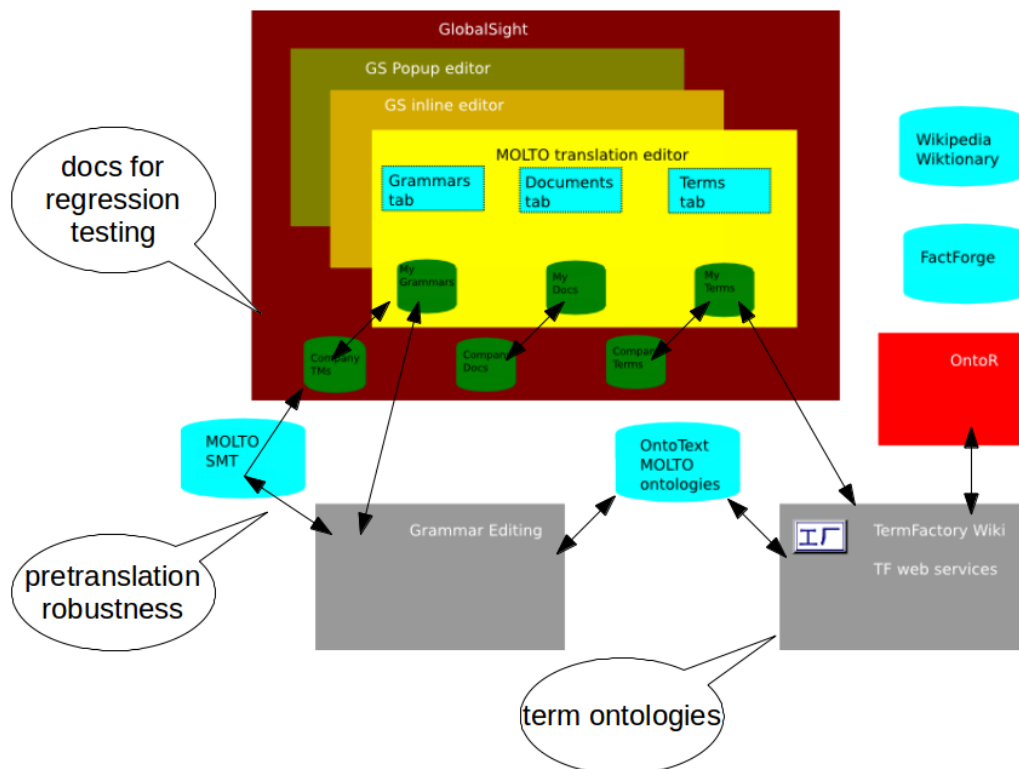 GlobalSight
GS Popup editor
GS inline editor
MOLTO translation editor
Grammars
tab
Documents
tab
Terms
tab
My
Grammars
My
Docs
My
Terms
Company
TMs
Company
Docs
Company
Terms
docs for
regression
testing
Wikipedia
Wiktionary
FactForge
OntoR
MOLTO
SMT
OntoText
MOLTO
ontologies
Grammar Editing
工厂
TermFactory Wiki
TF web services
pretranslation
robustness
term ontologies